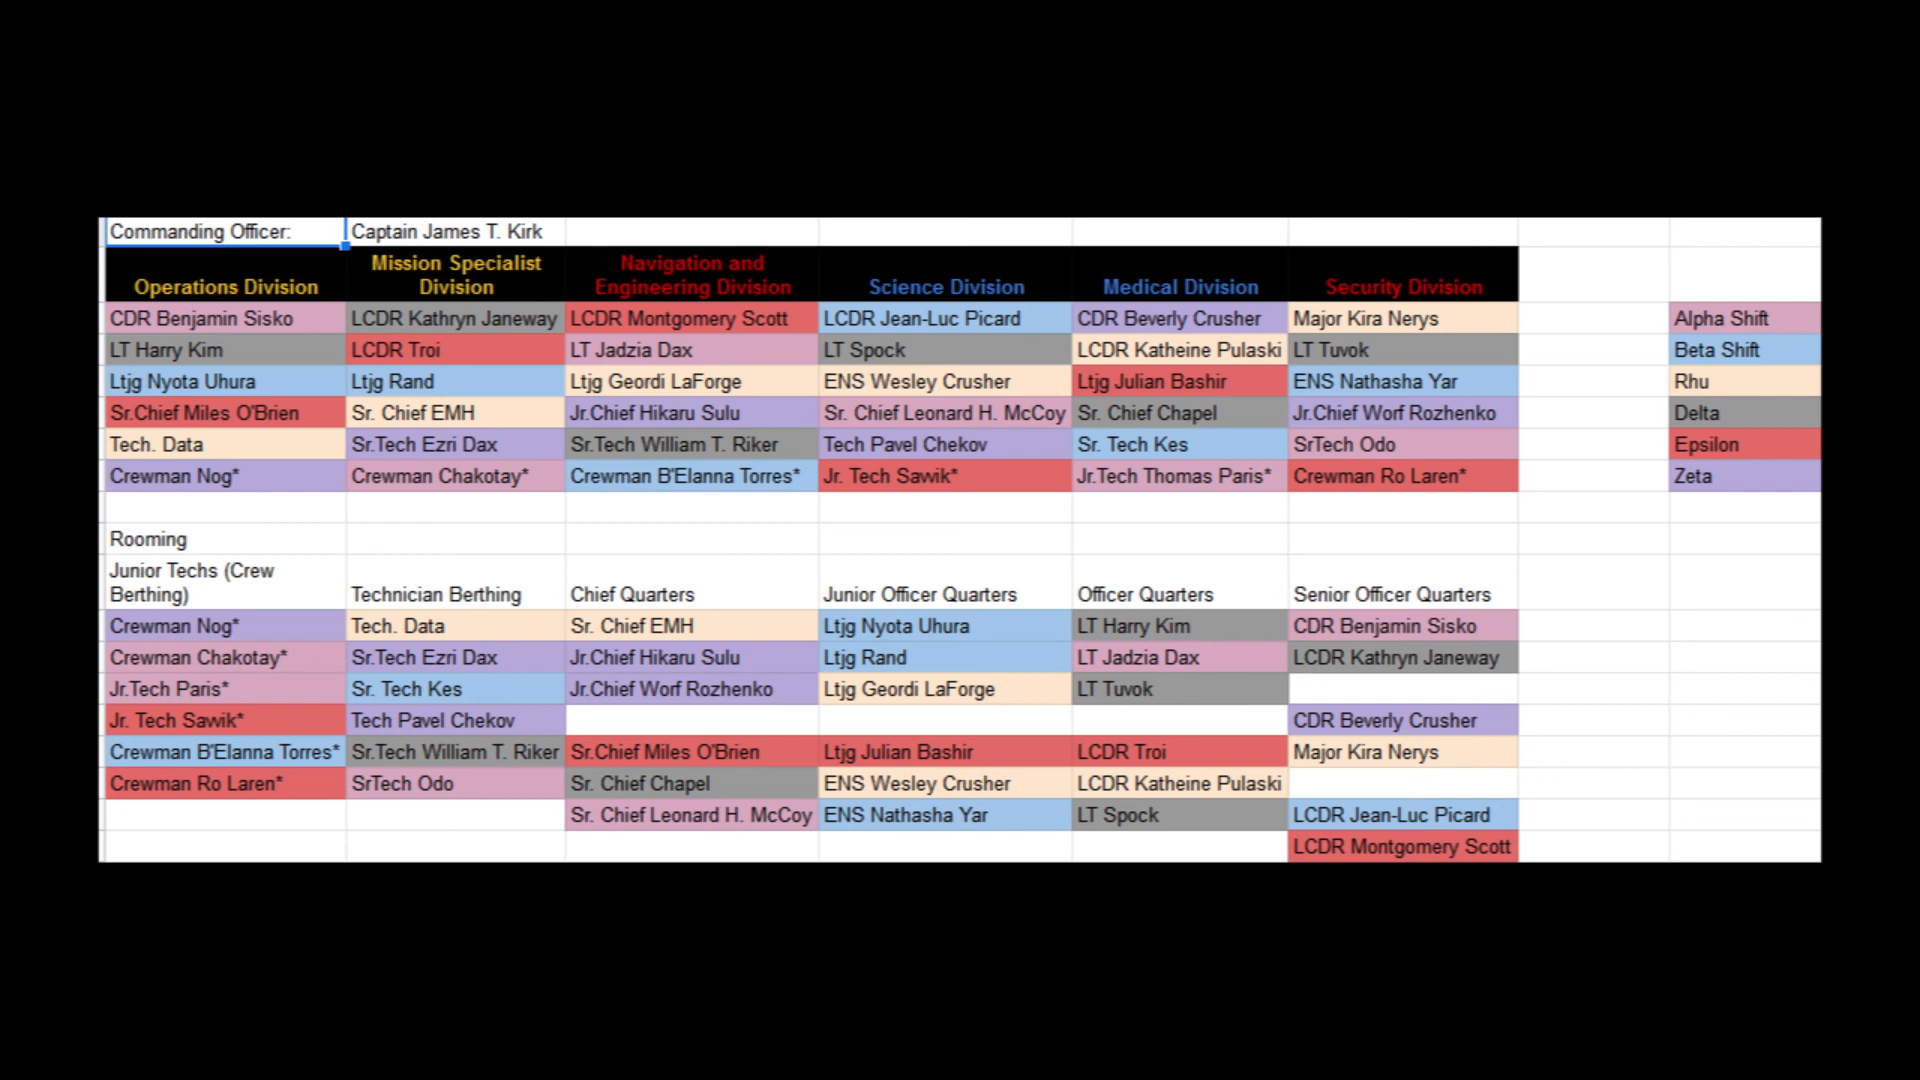 Commanding Officer: Captain James T. Kirk
Operations Division Mission Specialist Division Navigation and Engineering Division Science Division Medical Division Security Division
CDR Benjamin Sisko LCDR Kathryn Janeway LCDR Montgomery Scott LCDR Jean-Luc Picard CDR Beverly Crusher Major Kira Nerys Alpha Shift
LT Harry Kim LCDR Troi LT Jadzia Dax LT Spock LCDR Katheine Pulaski LT Tuvok Beta Shift
Ltjg Nyota Uhura Ltjg Rand Ltjg Geordi LaForge ENS Wesley Crusher Ltjg Julian Bashir ENS Nathasha Yar Rhu
Sr.Chief Miles O'Brien Sr. Chief EMH Jr.Chief Hikaru Sulu Sr. Chief Leonard H. McCoy Sr. Chief Chapel Jr.Chief Worf Rozhenko Delta
Tech. Data Sr.Tech Ezri Dax Sr.Tech William T. Riker Tech Pavel Chekov Sr. Tech Kes SrTech Odo Epsilon
Crewman Nog* Crewman Chakotay* Crewman B'Elanna Torres* Jr. Tech Savvik* Jr.Tech Thomas Paris* Crewman Ro Laren* Zeta
Rooming
Junior Techs (Crew Berthing) Technician Berthing Chief Quarters Junior Officer Quarters Officer Quarters Senior Officer Quarters
Crewman Nog* Tech. Data Sr. Chief EMH Ltjg Nyota Uhura LT Harry Kim CDR Benjamin Sisko
Crewman Chakotay* Sr.Tech Ezri Dax Jr.Chief Hikaru Sulu Ltjg Rand LT Jadzia Dax LCDR Kathryn Janeway
Jr.Tech Paris* Sr. Tech Kes Jr.Chief Worf Rozhenko Ltjg Geordi LaForge LT Tuvok
Jr. Tech Savvik* Tech Pavel Chekov CDR Beverly Crusher
Crewman B'Elanna Torres* Sr.Tech William T. Riker Sr.Chief Miles O'Brien Ltjg Julian Bashir LCDR Troi Major Kira Nerys
Crewman Ro Laren* SrTech Odo Sr. Chief Chapel ENS Wesley Crusher LCDR Katheine Pulaski
Sr. Chief Leonard H. McCoy ENS Nathasha Yar LT Spock LCDR Jean-Luc Picard
LCDR Montgomery Scott